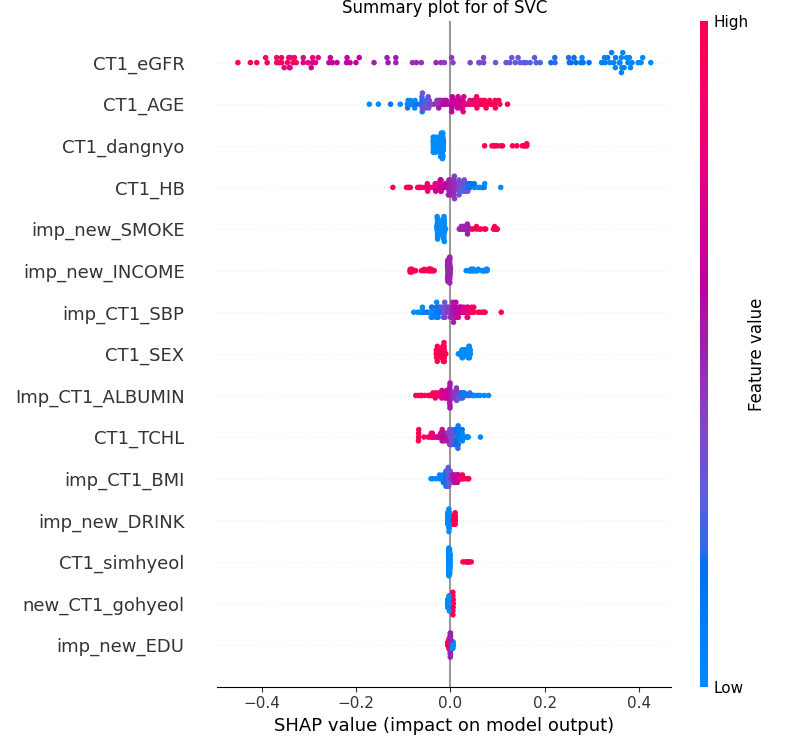 Summary plot for of SVC
High
CT1_eGFR
CT1_AGE
CT1_dangnyo
CT1_HB
imp_new_SMOKE
imp_new_INCOME
imp_CT1_SBP
CT1_SEX
Imp_CT1_ALBUMIN
CT1_TCHL
imp_CT1_BMI
imp_new_DRINK
CT1_simhyeol
new_CT1_gohyeol
imp_new_EDU
Feature value
Low
−0.4 −0.2 0.0 0.2 0.4
SHAP value (impact on model output)